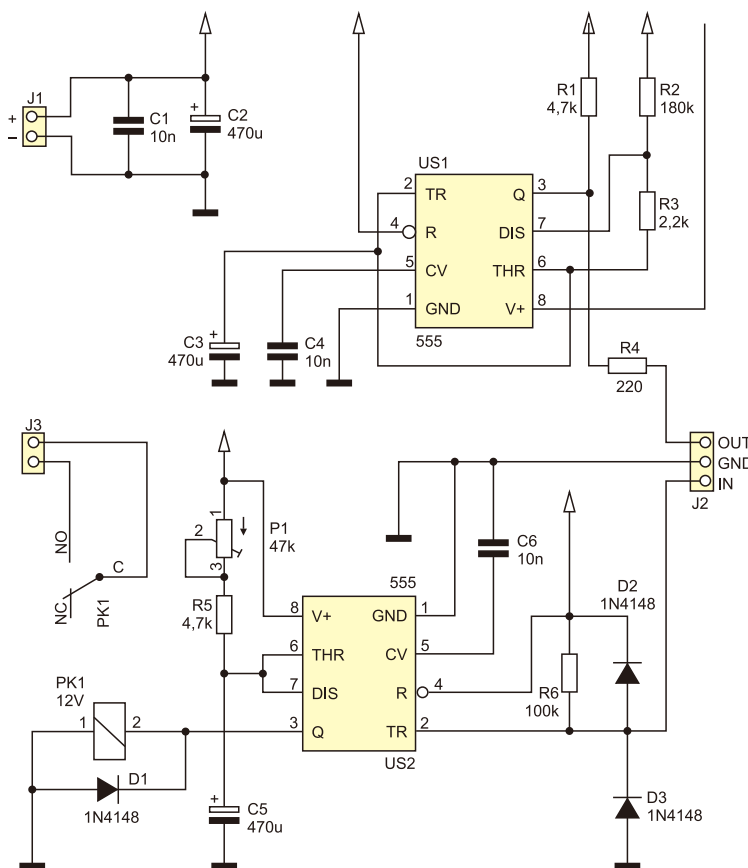 J1
+
–
C1
10n
+
C2
470u
R1
4,7k
R2
180k
R3
2,2k
US1
2
TR
Q
3
4
R
DIS
7
5
CV
THR
6
1
GND
V+
8
555
+
C3
470u
C4
10n
R4
220
J3
NO
NC
C
PK1
1
2
3
P1
47k
R5
4,7k
OUT
GND
IN
J2
C6
10n
555
8
V+
GND
1
6
THR
CV
5
7
DIS
R
4
3
Q
TR
2
US2
D2
1N4148
R6
100k
PK1
12V
1
2
D1
1N4148
+
C5
470u
D3
1N4148